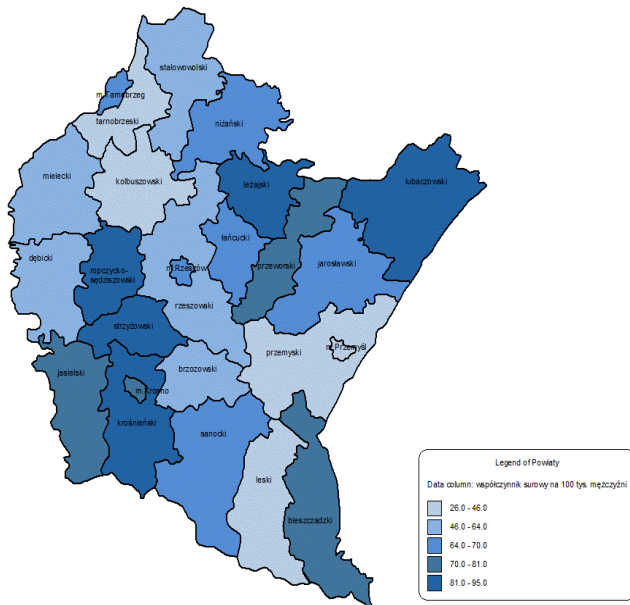 stalowowolski
m.Tarnobrzeg
tarnobrzeski
niżański
mielecki
kolbuszowski
leżajski
lubaczowski
łańcucki
dębicki
ropczycko-
sędziszowski
m.Rzeszów
przeworski
jarosławski
rzeszowski
strzyżowski
przemyski
m.Przemyśl
jasielski
brzozowski
m.Krosno
krośnieński
sanocki
leski
bieszczadzki
Legend of Powiaty
Data column: współczynnik surowy na 100 tys. mężczyźni
26.0 - 46.0
46.0 - 64.0
64.0 - 70.0
70.0 - 81.0
81.0 - 95.0